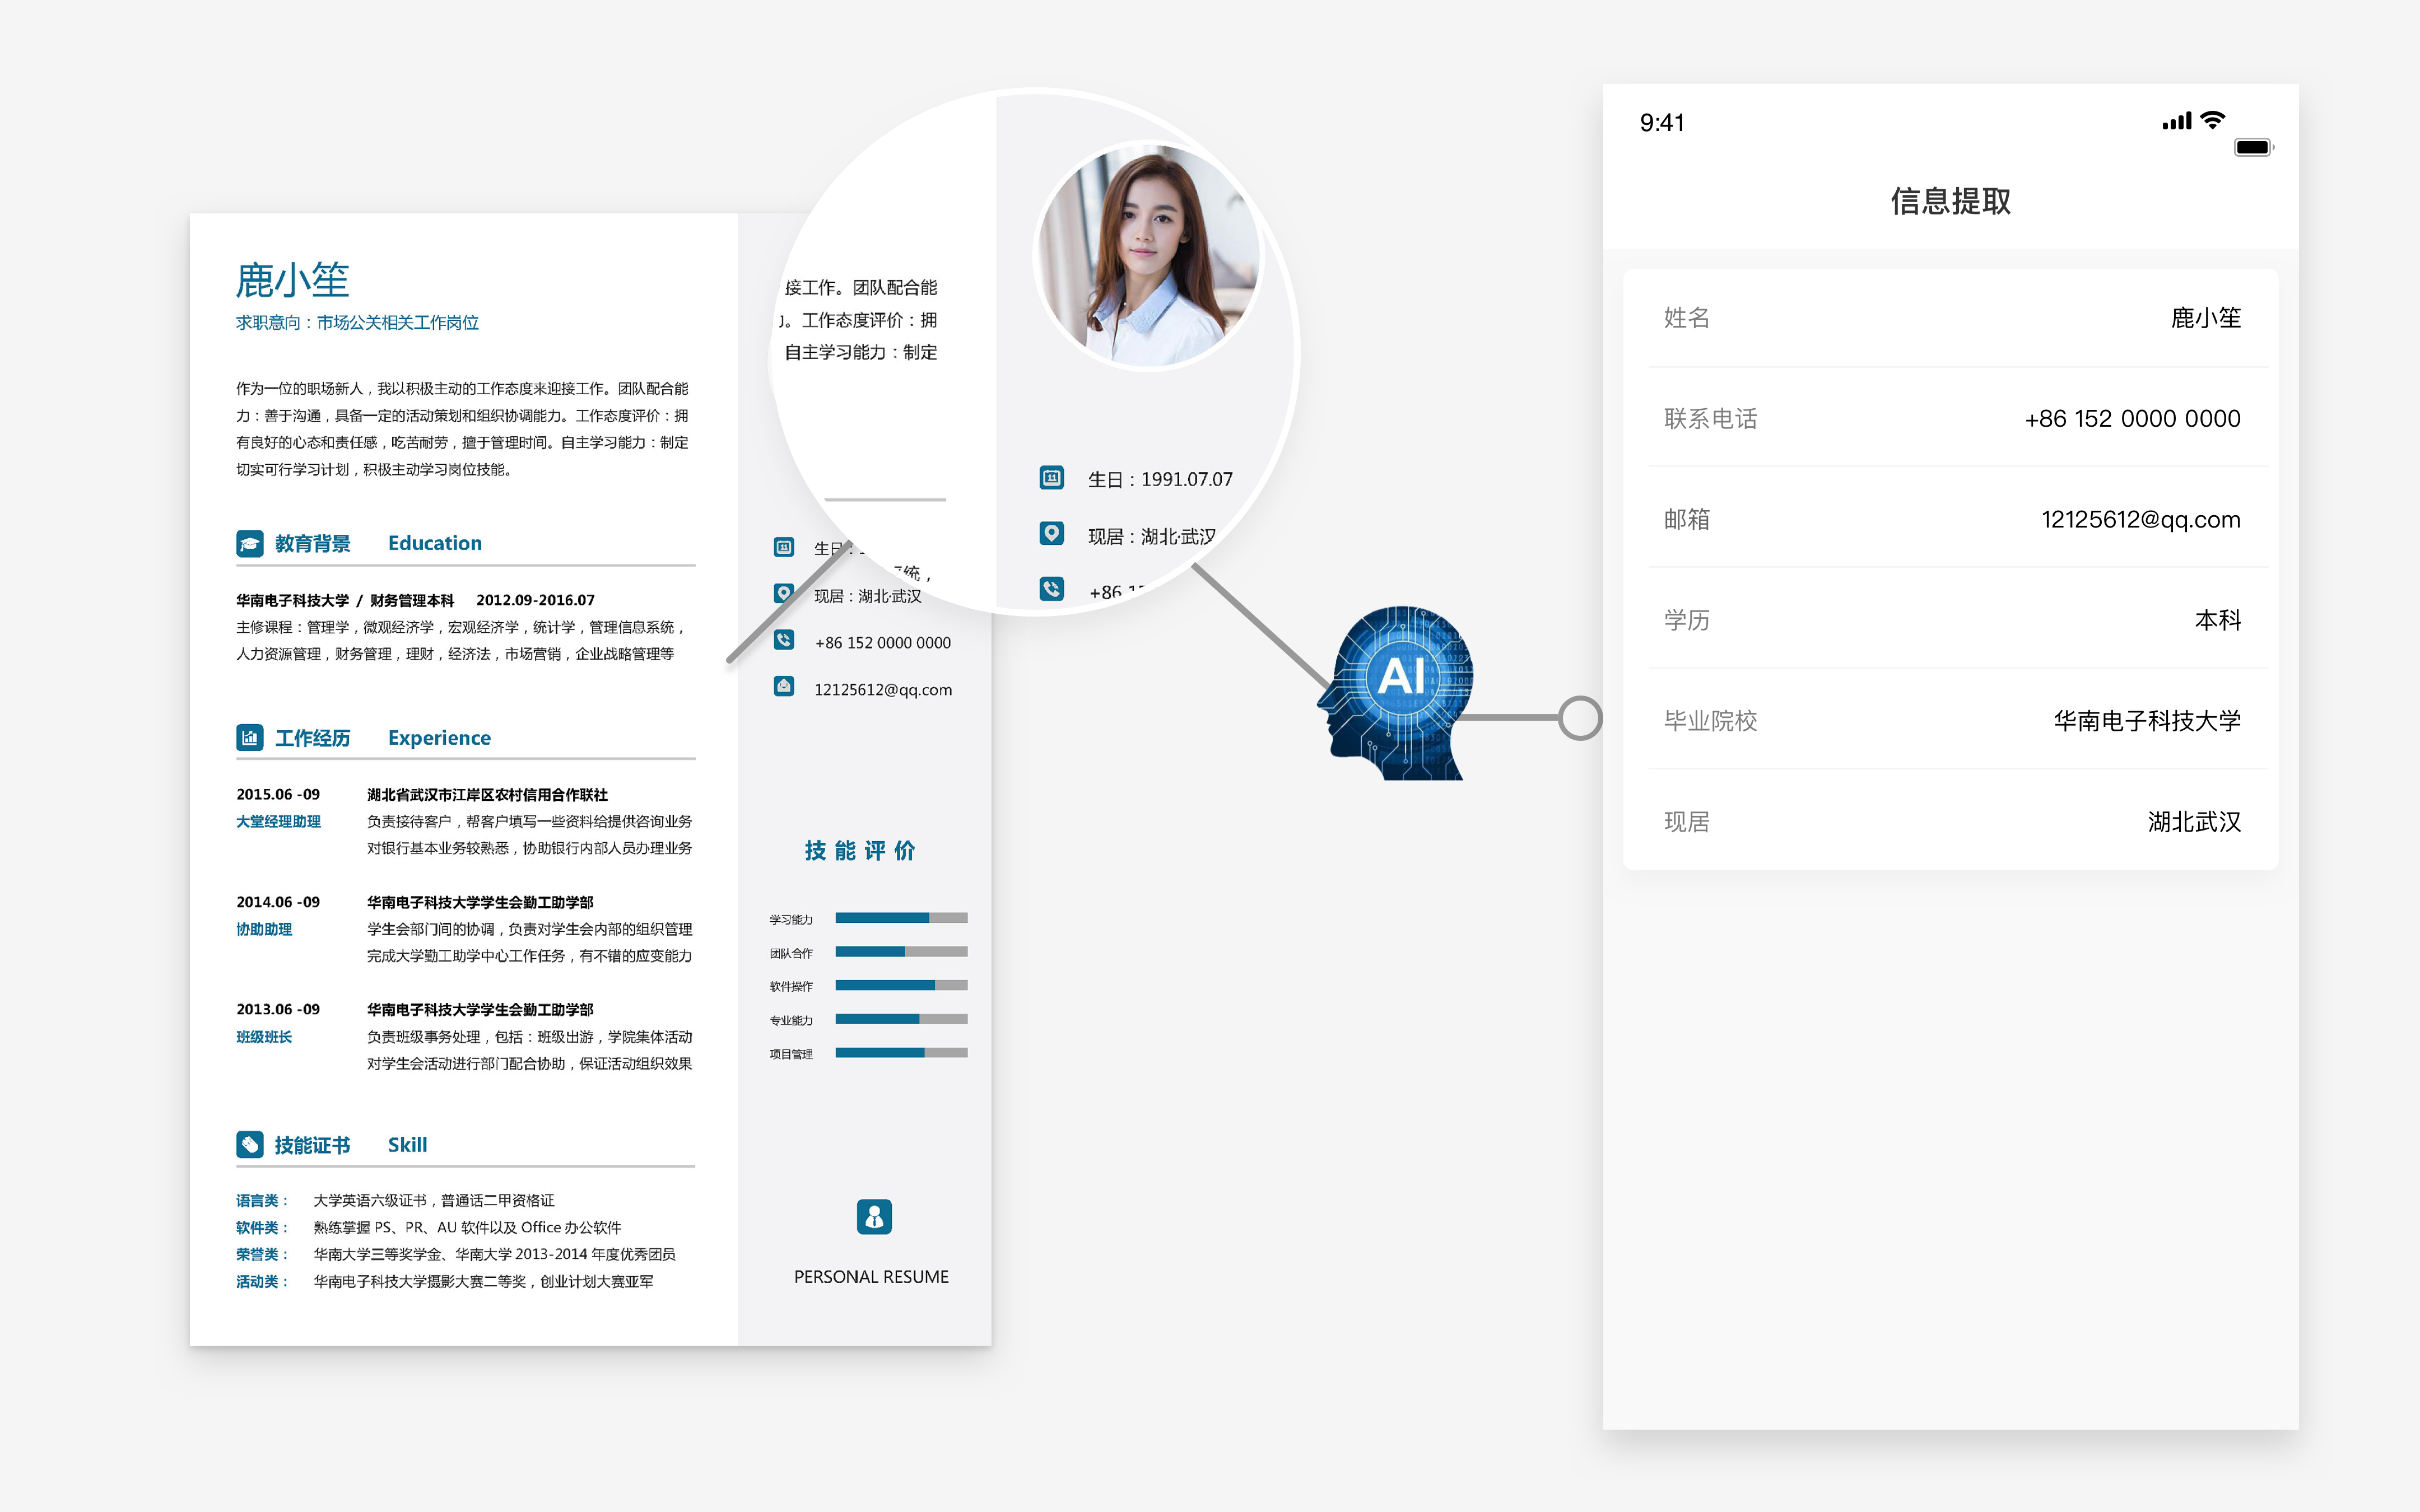 鹿小笙
求职意向：市场公关相关工作岗位
作为一位的职场新人，我以积极主动的工作态度来迎接工作。团队配合能
力：善于沟通，具备一定的活动策划和组织协调能力。工作态度评价：拥
有良好的心态和责任感，吃苦耐劳，擅于管理时间。自主学习能力：制定
切实可行学习计划，积极主动学习岗位技能。
教育背景 Education
华南电子科技大学 / 财务管理本科 2012.09-2016.07
主修课程：管理学，微观经济学，宏观经济学，统计学，管理信息系统，
人力资源管理，财务管理，理财，经济法，市场营销，企业战略管理等
工作经历 Experience
2015.06 -09 湖北省武汉市江岸区农村信用合作联社
大堂经理助理 负责接待客户，帮客户填写一些资料给提供咨询业务
对银行基本业务较熟悉，协助银行内部人员办理业务
2014.06 -09 华南电子科技大学学生会勤工助学部
协助助理 学生会部门间的协调，负责对学生会内部的组织管理
完成大学勤工助学中心工作任务，有不错的应变能力
2013.06 -09 华南电子科技大学学生会勤工助学部
班级班长 负责班级事务处理，包括：班级出游，学院集体活动
对学生会活动进行部门配合协助，保证活动组织效果
技能证书 Skill
语言类： 大学英语六级证书，普通话二甲资格证
软件类： 熟练掌握 PS、PR、AU 软件以及 Office 办公软件
荣誉类： 华南大学三等奖学金、华南大学 2013-2014 年度优秀团员
活动类： 华南电子科技大学摄影大赛二等奖，创业计划大赛亚军
接工作。团队配合能
。工作态度评价：拥
自主学习能力：制定
统，
生日：1991.07.07
现居：湖北·武汉
+86 15
生日：
现居：湖北·武汉
+86 152 0000 0000
12125612@qq.com
技能评价
学习能力
团队合作
软件操作
专业能力
项目管理
PERSONAL RESUME
AI
9:41
信息提取
姓名 鹿小笙
联系电话 +86 152 0000 0000
邮箱 12125612@qq.com
学历 本科
毕业院校 华南电子科技大学
现居 湖北武汉